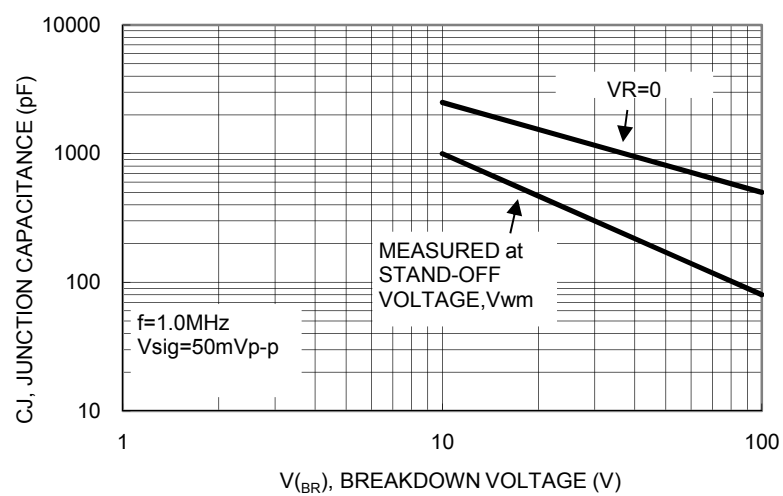 10000
1000
100
10
CJ, JUNCTION CAPACITANCE (pF)
VR=0
MEASURED at
STAND-OFF
VOLTAGE,Vwm
f=1.0MHz
Vsig=50mVp-p
1
10
100
V(BR), BREAKDOWN VOLTAGE (V)